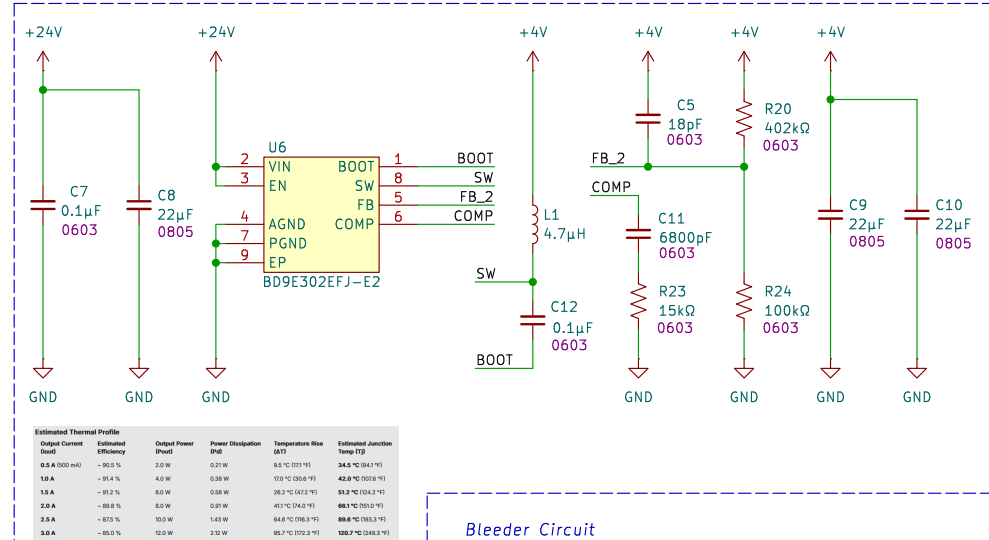 +24V
+24V
+4V
+4V
+4V
+4V
C7
0.1µF
0603
C8
22µF
0805
U6
2 VIN
3 EN
4 AGND
7 PGND
9 EP
BOOT 1 BOOT
SW 8 SW
FB 5 FB_2
COMP 6 COMP
BD9E302EFJ-E2
L1
4.7µH
SW
C12
0.1µF
0603
BOOT
C5
18pF
0603
R20
402kΩ
0603
FB_2
COMP
C11
6800pF
0603
R23
15kΩ
0603
R24
100kΩ
0603
C9
22µF
0805
C10
22µF
0805
GND
GND
GND
GND
GND
GND
GND
Estimated Thermal Profile
Output Current (Iout) Estimated Efficiency Output Power (Pout) Power Dissipation (Pd) Temperature Rise (ΔT) Estimated Junction Temp (Tj)
0.5 A (500 mA) ~ 90.5 % 2.0 W 0.21 W 9.5 °C (17.1 °F) 34.5 °C (94.1 °F)
1.0 A ~ 91.4 % 4.0 W 0.38 W 17.0 °C (30.6 °F) 42.0 °C (107.6 °F)
1.5 A ~ 91.2 % 6.0 W 0.58 W 26.2 °C (47.2 °F) 51.2 °C (124.2 °F)
2.0 A ~ 89.8 % 8.0 W 0.91 W 41.1 °C (74.0 °F) 66.1 °C (151.0 °F)
2.5 A ~ 87.5 % 10.0 W 1.43 W 64.6 °C (116.3 °F) 89.6 °C (193.3 °F)
3.0 A ~ 85.0 % 12.0 W 2.12 W 95.7 °C (172.3 °F) 120.7 °C (249.3 °F)
Bleeder Circuit